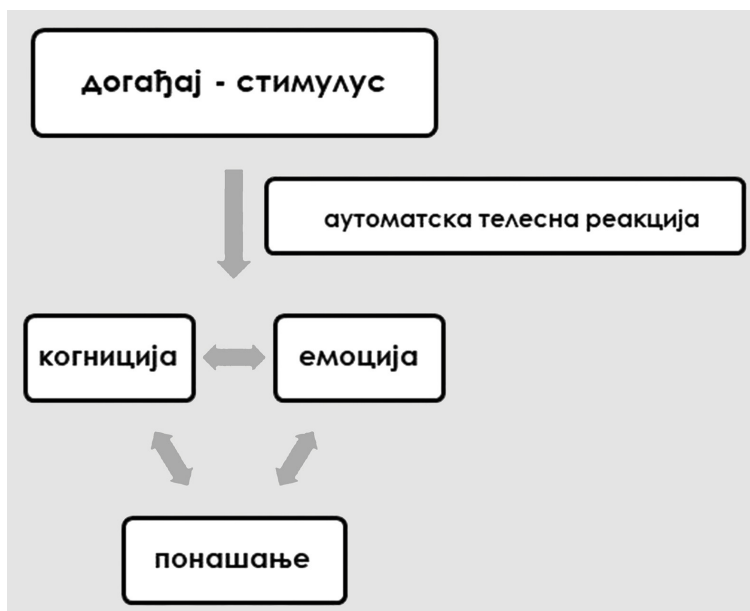 догађај - стимулус
аутоматска телесна реакција
когниција
емоција
понашање